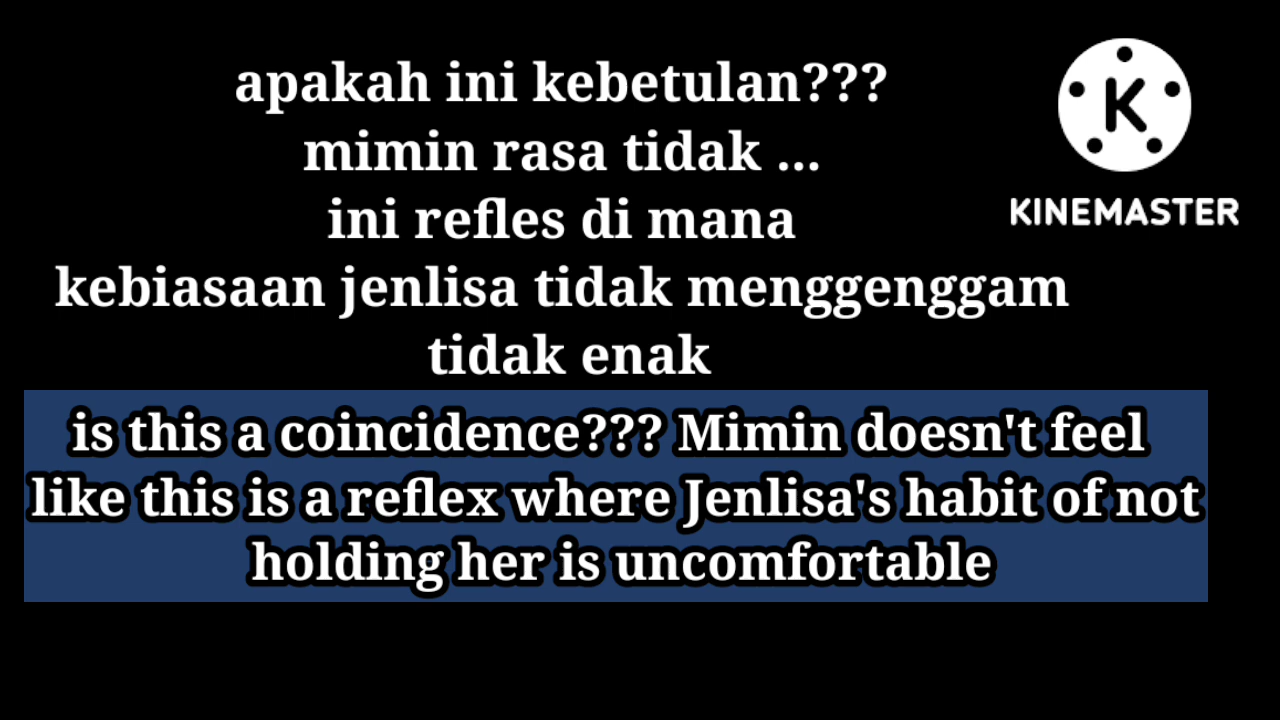 apakah ini kebetulan???
mimin rasa tidak ...
ini refles di mana
kebiasaan jenlisa tidak menggenggam
tidak enak
is this a coincidence??? Mimin doesn't feel
like this is a reflex where Jenlisa's habit of not
holding her is uncomfortable
K
KINEMASTER